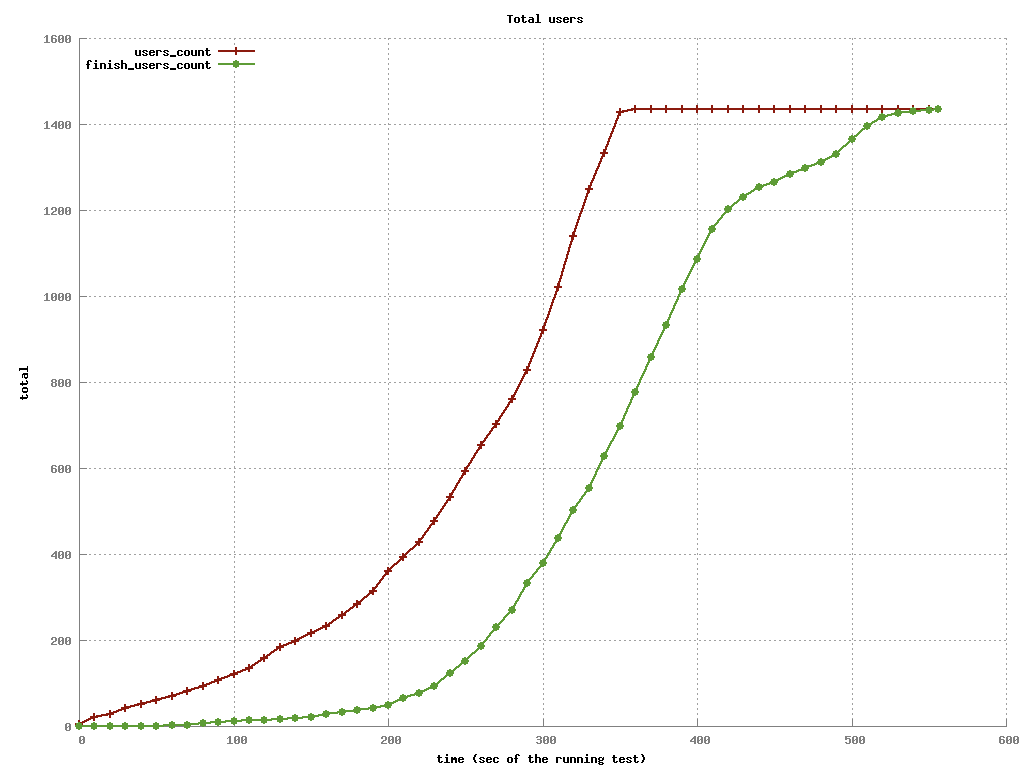 Total users
users_count
finish_users_count
1600
1400
1200
1000
800
600
400
200
0
total
0 100 200 300 400 500 600
time (sec of the running test)